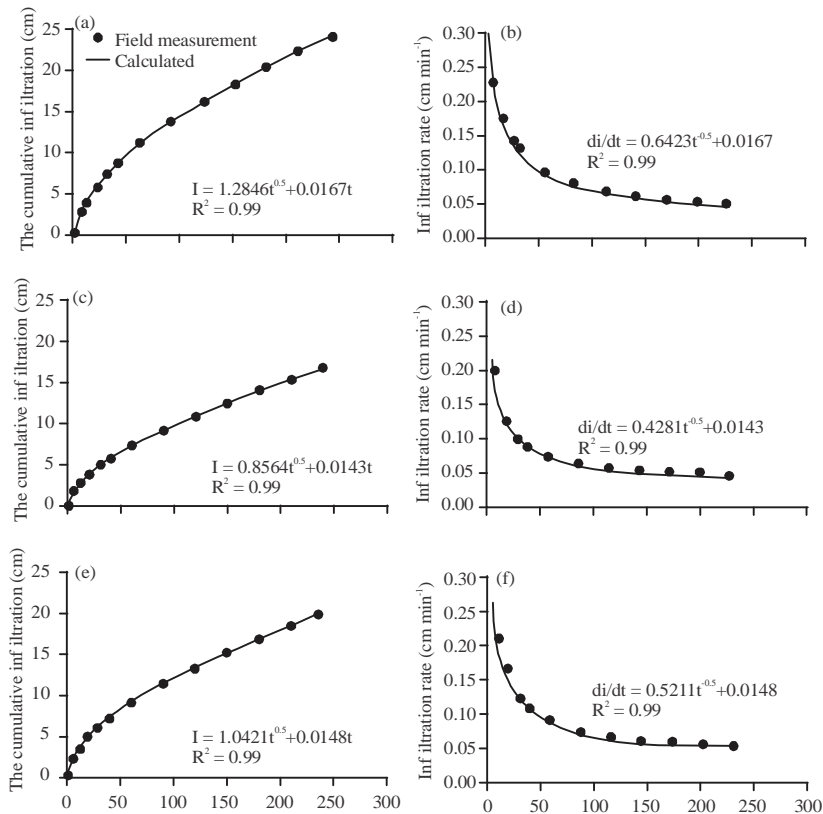 (a)
Field measurement
Calculated
The cumulative inf iltration (cm)
25
20
15
10
5
0
I = 1.2846t^0.5+0.0167t
R^2 = 0.99
(b)
Inf iltration rate (cm min^-1)
0.30
0.25
0.20
0.15
0.10
0.05
0.00
di/dt = 0.6423t^-0.5+0.0167
R^2 = 0.99
(c)
The cumulative inf iltration (cm)
25
20
15
10
5
0
I = 0.8564t^0.5+0.0143t
R^2 = 0.99
(d)
Inf iltration rate (cm min^-1)
0.30
0.25
0.20
0.15
0.10
0.05
0.00
di/dt = 0.4281t^-0.5+0.0143
R^2 = 0.99
(e)
The cumulative inf iltration (cm)
25
20
15
10
5
0
I = 1.0421t^0.5+0.0148t
R^2 = 0.99
0 50 100 150 200 250 300
(f)
Inf iltration rate (cm min^-1)
0.30
0.25
0.20
0.15
0.10
0.05
0.00
di/dt = 0.5211t^-0.5+0.0148
R^2 = 0.99
0 50 100 150 200 250 300